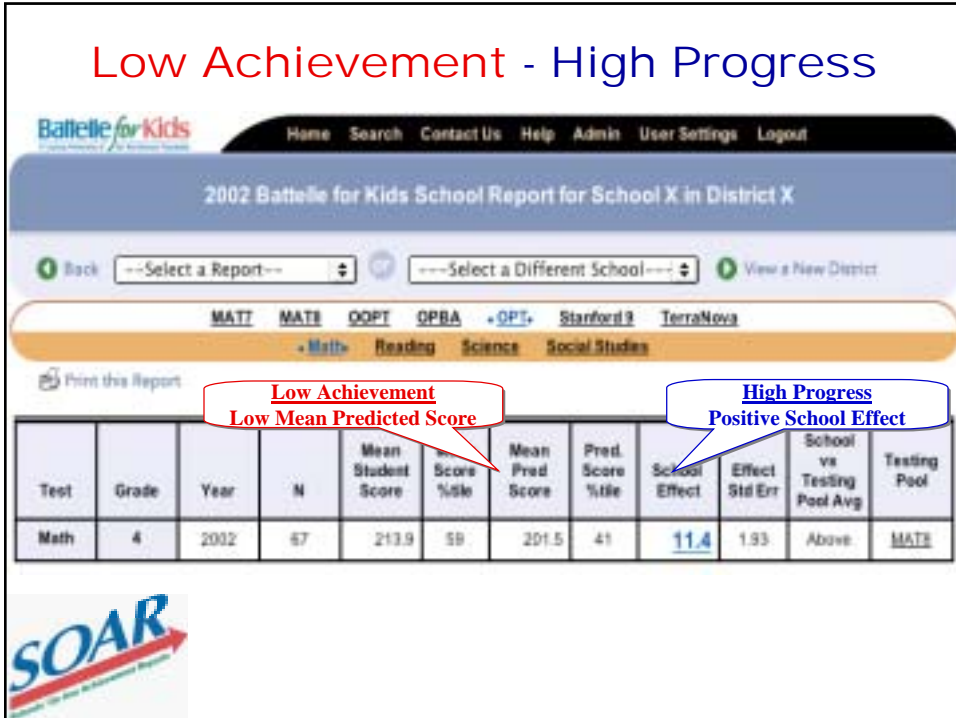 Low Achievement - High Progress
Battelle for Kids
Home Search Contact Us Help Admin User Settings Logout
2002 Battelle for Kids School Report for School X in District X
Back --Select a Report-- or ---Select a Different School--- View a New District
MAT7 MAT8 OOPT OPBA OPT Stanford 9 TerraNova
Math Reading Science Social Studies
Print this Report
Low Achievement
Low Mean Predicted Score
High Progress
Positive School Effect
Test Grade Year N Mean Student Score Score %tile Mean Pred Score Pred. Score %tile School Effect Effect Std Err School vs Testing Pool Avg Testing Pool
Math 4 2002 67 213.9 59 201.5 41 11.4 1.93 Above MAT8
SOAR